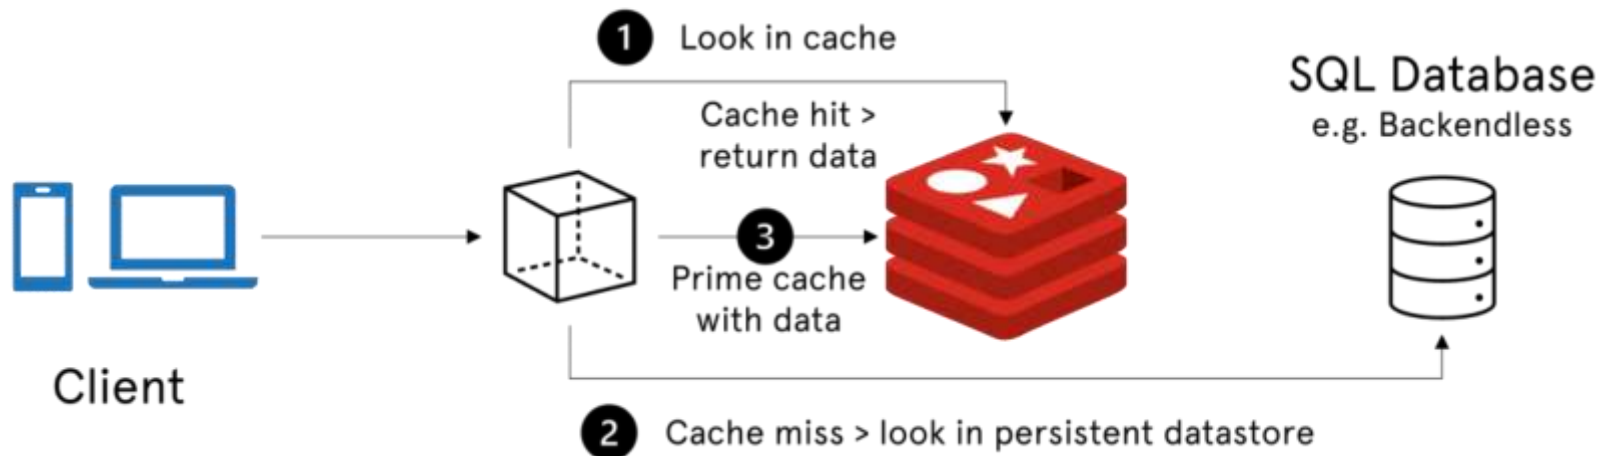 1 Look in cache
Cache hit >
return data
SQL Database
e.g. Backendless
3
Prime cache
with data
Client
2 Cache miss > look in persistent datastore